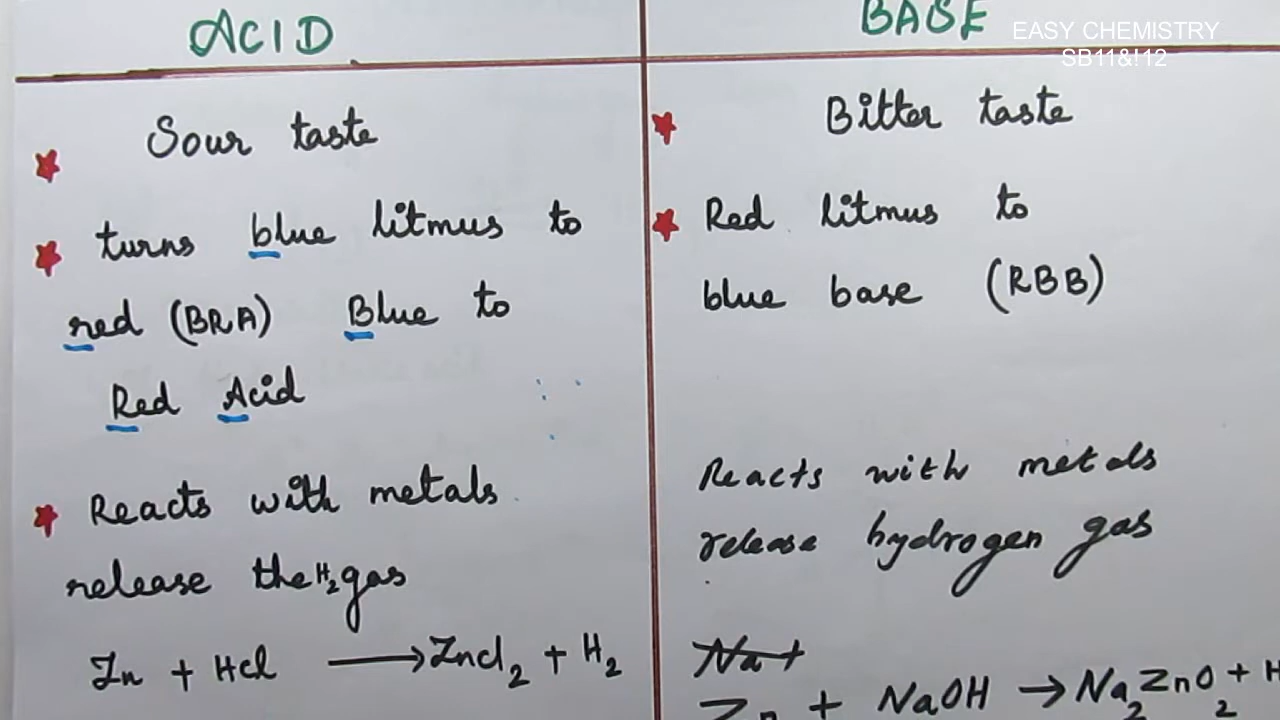 ACID
Sour taste
turns blue litmus to
red (BRA) Blue to
Red Acid
Reacts with metals
release the H₂ gas
Zn + HCl → ZnCl₂ + H₂
BASE
EASY CHEMISTRY
SB11&!12
Bitter taste
Red litmus to
blue base (RBB)
Reacts with metals
release hydrogen gas
Na +
Zn + NaOH → Na₂ZnO₂ + H